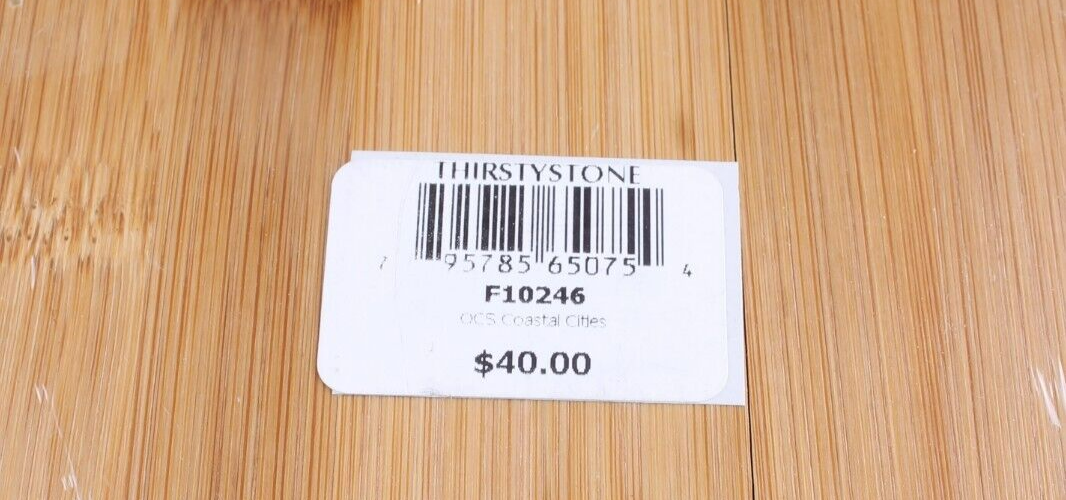 THIRSTYSTONE
7 95785 65075 4
F10246
OCS Coastal Cities
$40.00